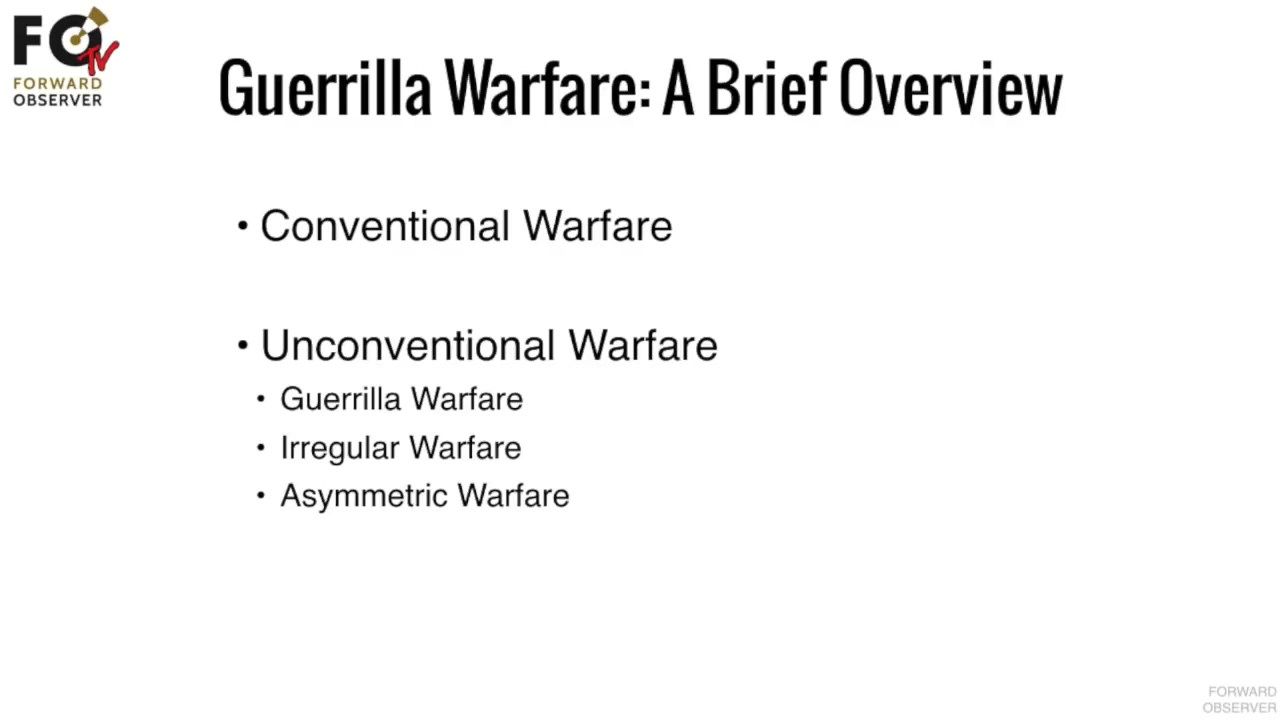 FO
TV
FORWARD
OBSERVER
Guerrilla Warfare: A Brief Overview
• Conventional Warfare
• Unconventional Warfare
• Guerrilla Warfare
• Irregular Warfare
• Asymmetric Warfare
FORWARD
OBSERVER